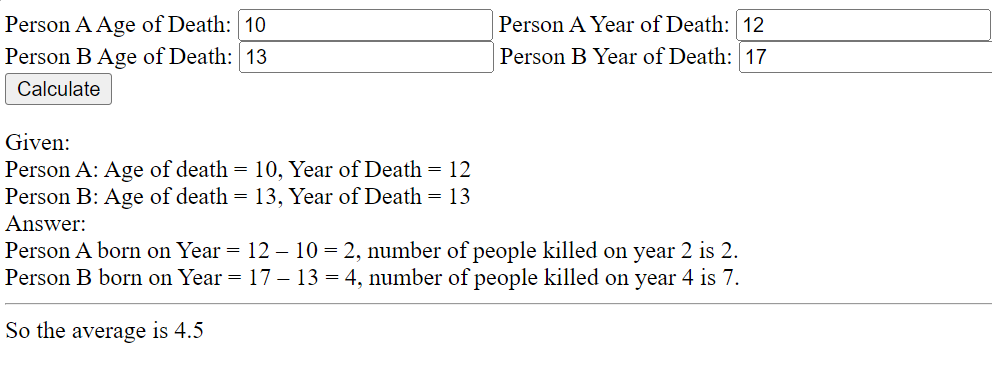 Person A Age of Death: 10 Person A Year of Death: 12
Person B Age of Death: 13 Person B Year of Death: 17
Calculate
Given:
Person A: Age of death = 10, Year of Death = 12
Person B: Age of death = 13, Year of Death = 13
Answer:
Person A born on Year = 12 – 10 = 2, number of people killed on year 2 is 2.
Person B born on Year = 17 – 13 = 4, number of people killed on year 4 is 7.
So the average is 4.5